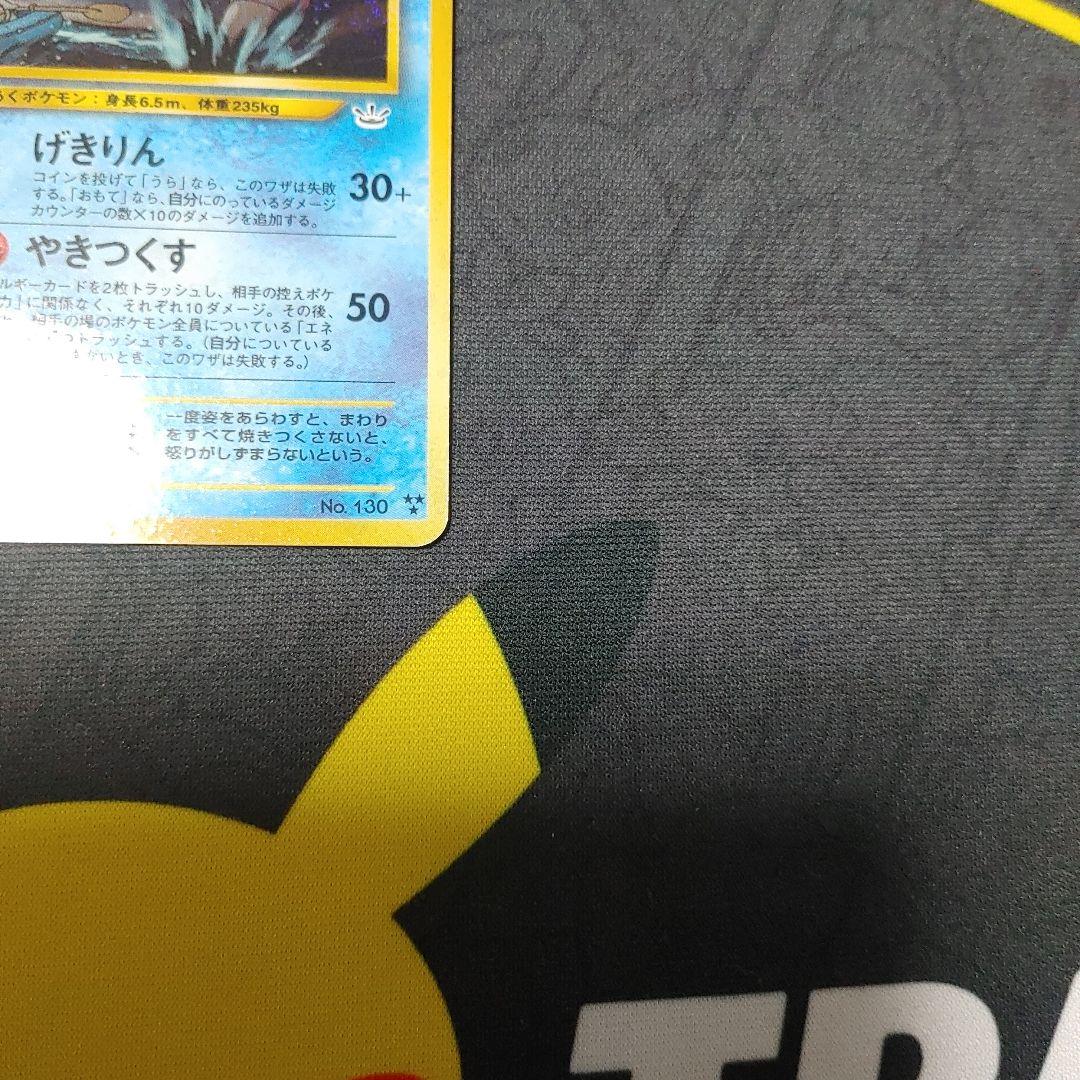 くポケモン：身長6.5m、体重235kg
げきりん
30+
コインを投げて「うら」なら、このワザは失敗
する。「おもて」なら、自分にのっているダメージ
カウンターの数×10のダメージを追加する。
やきつくす
50
ルギーカードを2枚トラッシュし、相手の控えポケ
力」に関係なく、それぞれ10ダメージ。その後、
相手の場のポケモン全員についている「エネ
トラッシュする。（自分についている
ないとき、このワザは失敗する。）
一度姿をあらわすと、まわり
をすべて焼きつくさないと、
怒りがしずまらないという。
No. 130 ★★★
TRA